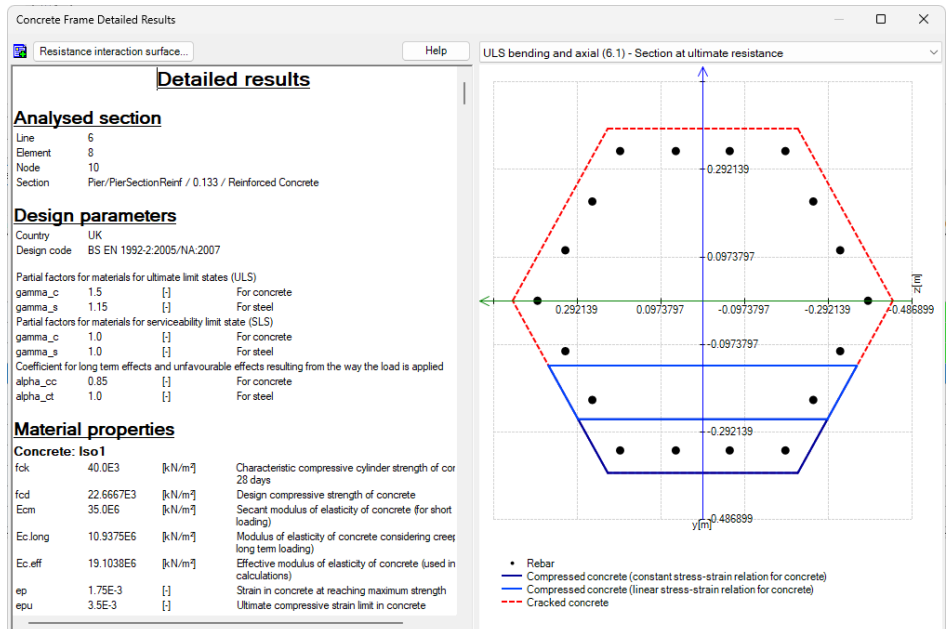 Concrete Frame Detailed Results
Resistance interaction surface...
Help
ULS bending and axial (6.1) - Section at ultimate resistance
Detailed results
Analysed section
Line 6
Element 8
Node 10
Section Pier/PierSectionReinf / 0.133 / Reinforced Concrete
Design parameters
Country UK
Design code BS EN 1992-2:2005/NA:2007
Partial factors for materials for ultimate limit states (ULS)
gamma_c 1.5 [-] For concrete
gamma_s 1.15 [-] For steel
Partial factors for materials for serviceability limit state (SLS)
gamma_c 1.0 [-] For concrete
gamma_s 1.0 [-] For steel
Coefficient for long term effects and unfavourable effects resulting from the way the load is applied
alpha_cc 0.85 [-] For concrete
alpha_ct 1.0 [-] For steel
Material properties
Concrete: Iso1
fck 40.0E3 [kN/m²] Characteristic compressive cylinder strength of cor
28 days
fcd 22.6667E3 [kN/m²] Design compressive strength of concrete
Ecm 35.0E6 [kN/m²] Secant modulus of elasticity of concrete (for short
loading)
Ec.long 10.9375E6 [kN/m²] Modulus of elasticity of concrete considering creep
long term loading)
Ec.eff 19.1038E6 [kN/m²] Effective modulus of elasticity of concrete (used in
calculations)
ep 1.75E-3 [-] Strain in concrete at reaching maximum strength
epu 3.5E-3 [-] Ultimate compressive strain limit in concrete
0.292139
0.0973797
z[m]
0.292139 0.0973797 -0.0973797 -0.292139 -0.486899
-0.0973797
-0.292139
-0.486899
y[m]
Rebar
Compressed concrete (constant stress-strain relation for concrete)
Compressed concrete (linear stress-strain relation for concrete)
Cracked concrete